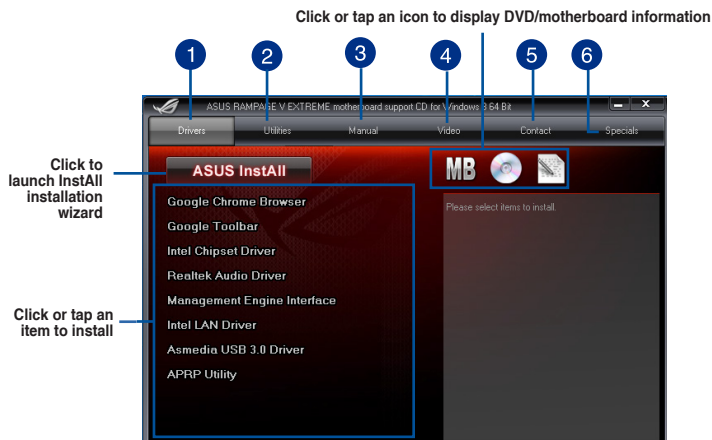 Click or tap an icon to display DVD/motherboard information
1 2 3 4 5 6
ASUS RAMPAGE V EXTREME motherboard support CD for Windows 8 64 Bit
Drivers Utilities Manual Video Contact Specials
Click to
launch InstAll
installation
wizard
ASUS InstAll
MB
Google Chrome Browser
Google Toolbar
Intel Chipset Driver
Realtek Audio Driver
Management Engine Interface
Intel LAN Driver
Asmedia USB 3.0 Driver
APRP Utility
Please select items to install.
Click or tap an
item to install